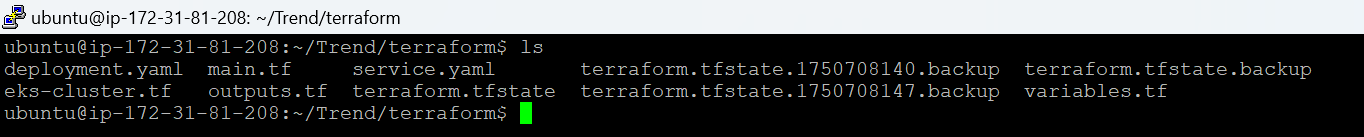 ubuntu@ip-172-31-81-208: ~/Trend/terraform
ubuntu@ip-172-31-81-208:~/Trend/terraform$ ls
deployment.yaml  main.tf     service.yaml       terraform.tfstate.1750708140.backup  terraform.tfstate.backup
eks-cluster.tf   outputs.tf  terraform.tfstate  terraform.tfstate.1750708147.backup  variables.tf
ubuntu@ip-172-31-81-208:~/Trend/terraform$